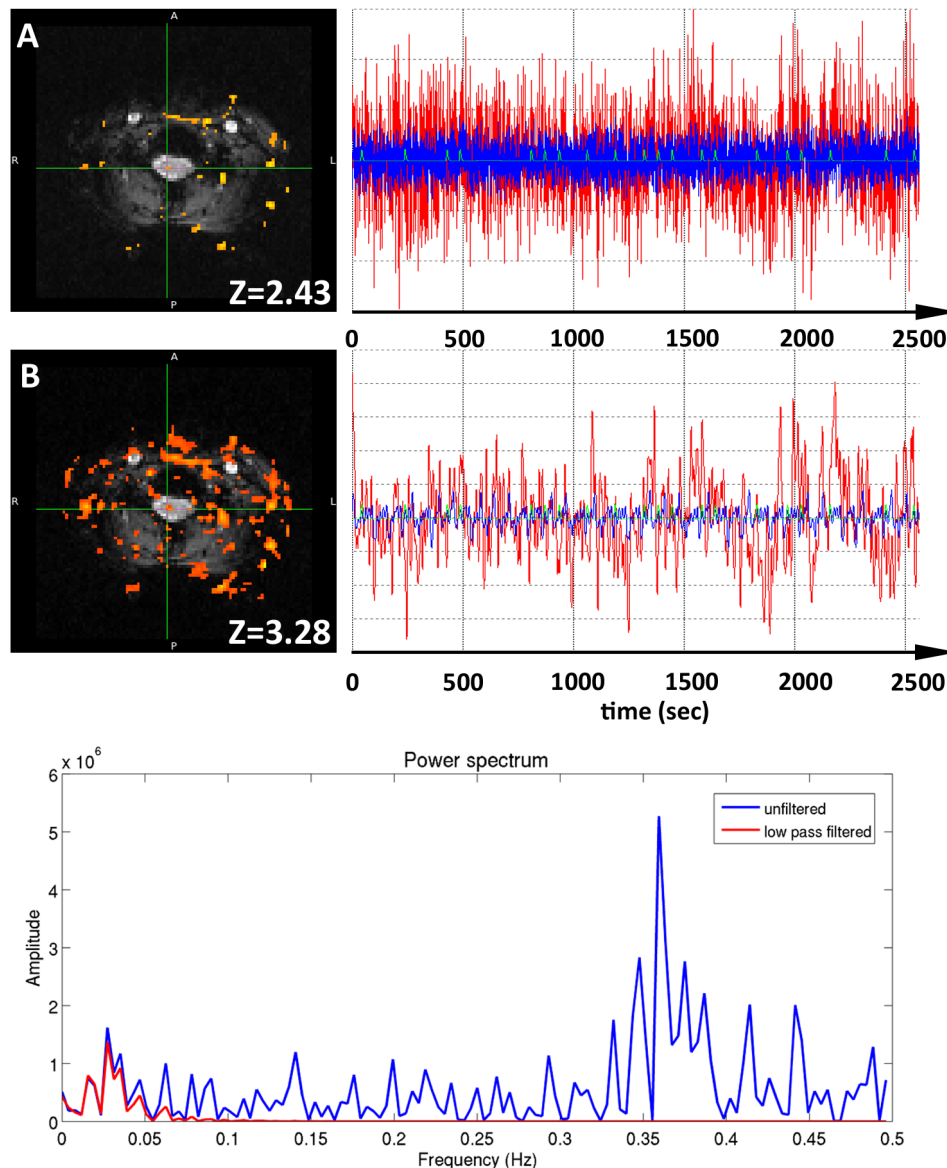 A
A
R
L
Z=2.43
P
0 500 1000 1500 2000 2500
B
A
R
L
Z=3.28
P
0 500 1000 1500 2000 2500
time (sec)
x 10^6
Power spectrum
6
5
4
3
2
1
0
Amplitude
unfiltered
low pass filtered
0 0.05 0.1 0.15 0.2 0.25 0.3 0.35 0.4 0.45 0.5
Frequency (Hz)